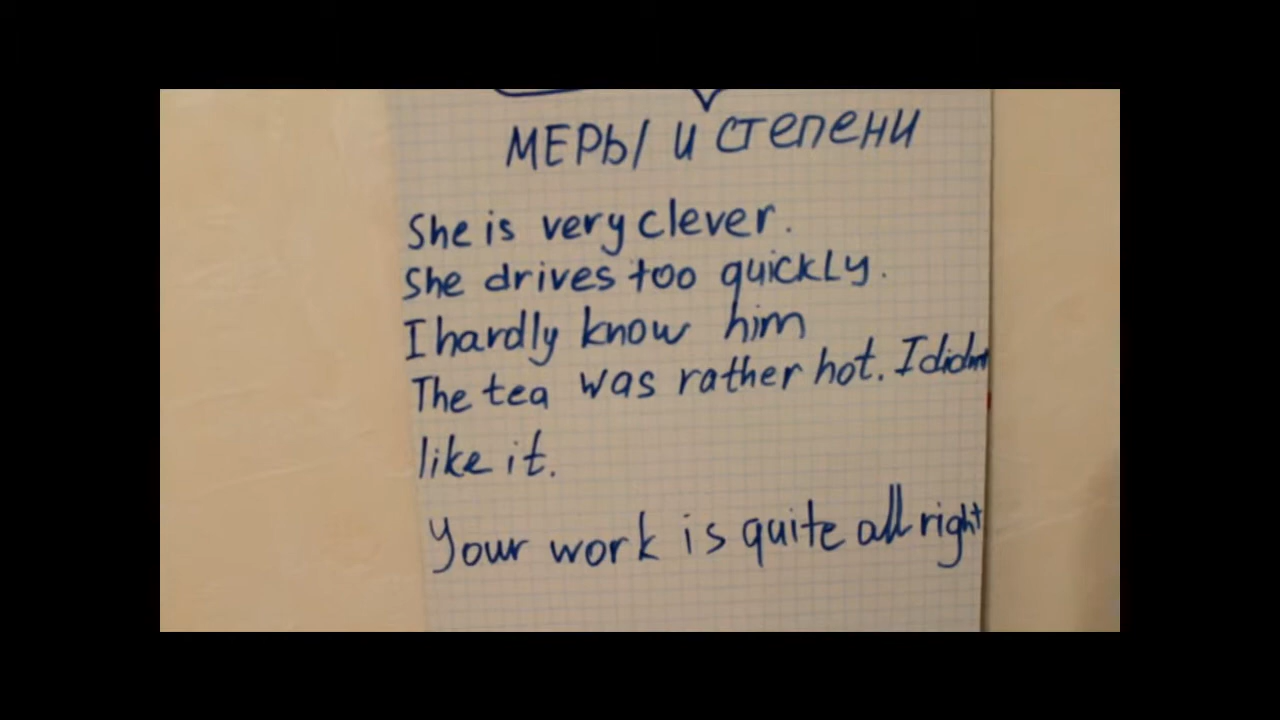 МЕРЫ И СТЕПЕНИ
She is very clever.
She drives too quickly.
I hardly know him
The tea was rather hot. I didnt
like it.
Your work is quite all right